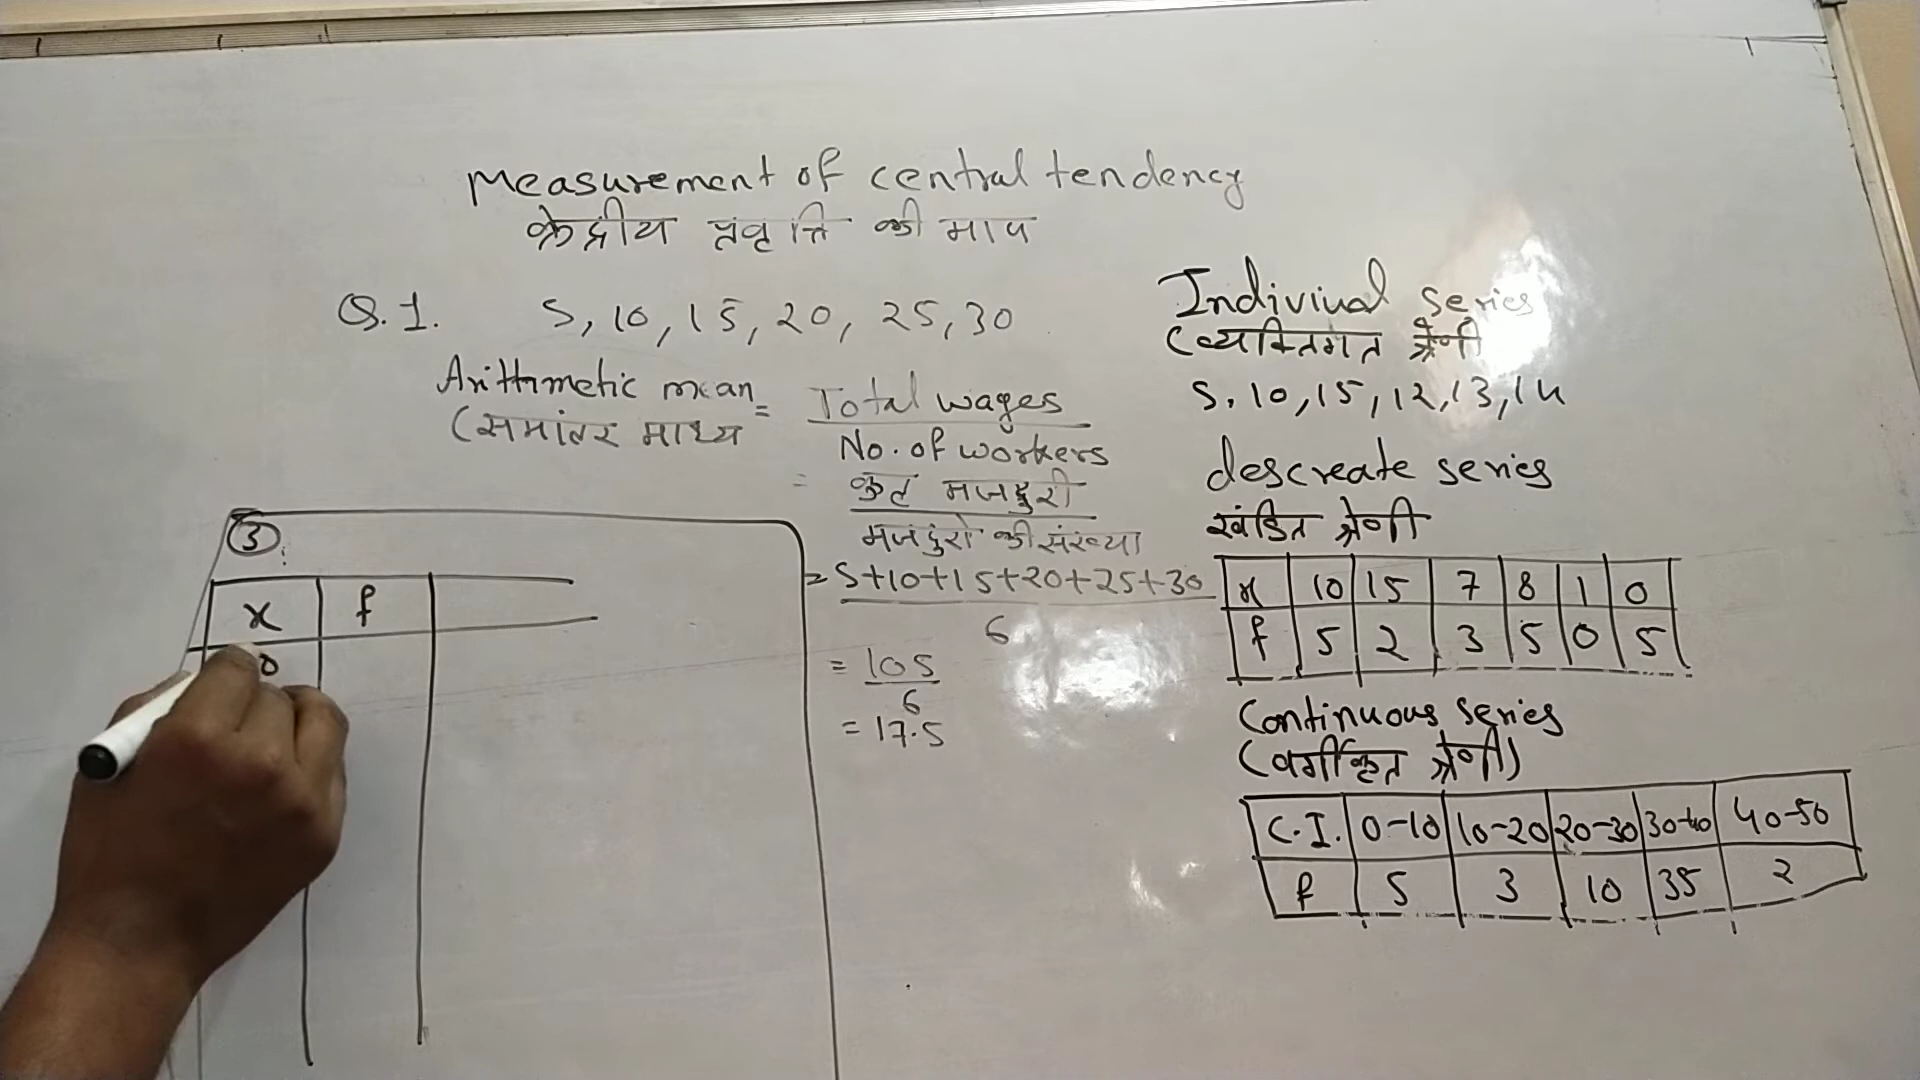 Measurement of central tendency
केद्रीय प्रवृत्ति की माप
Q.1. 5, 10, 15, 20, 25, 30
Arithmetic mean = Total wages
(समांतर माध्य
No. of workers
= कुल मजदुरी
मजदुरो की संख्या
= 5+10+15+20+25+30
6
= 105
6
= 17.5
3.
x f
Indiviual series
(व्यक्तिगत श्रेणी
5, 10, 15, 12, 13, 14
descreate series
खंडित श्रेणी
x 10 15 7 8 1 0
f 5 2 3 5 0 5
Continuous series
(वर्गीकृत श्रेणी)
C.I. 0-10 10-20 20-30 30-40 40-50
f 5 3 10 35 2